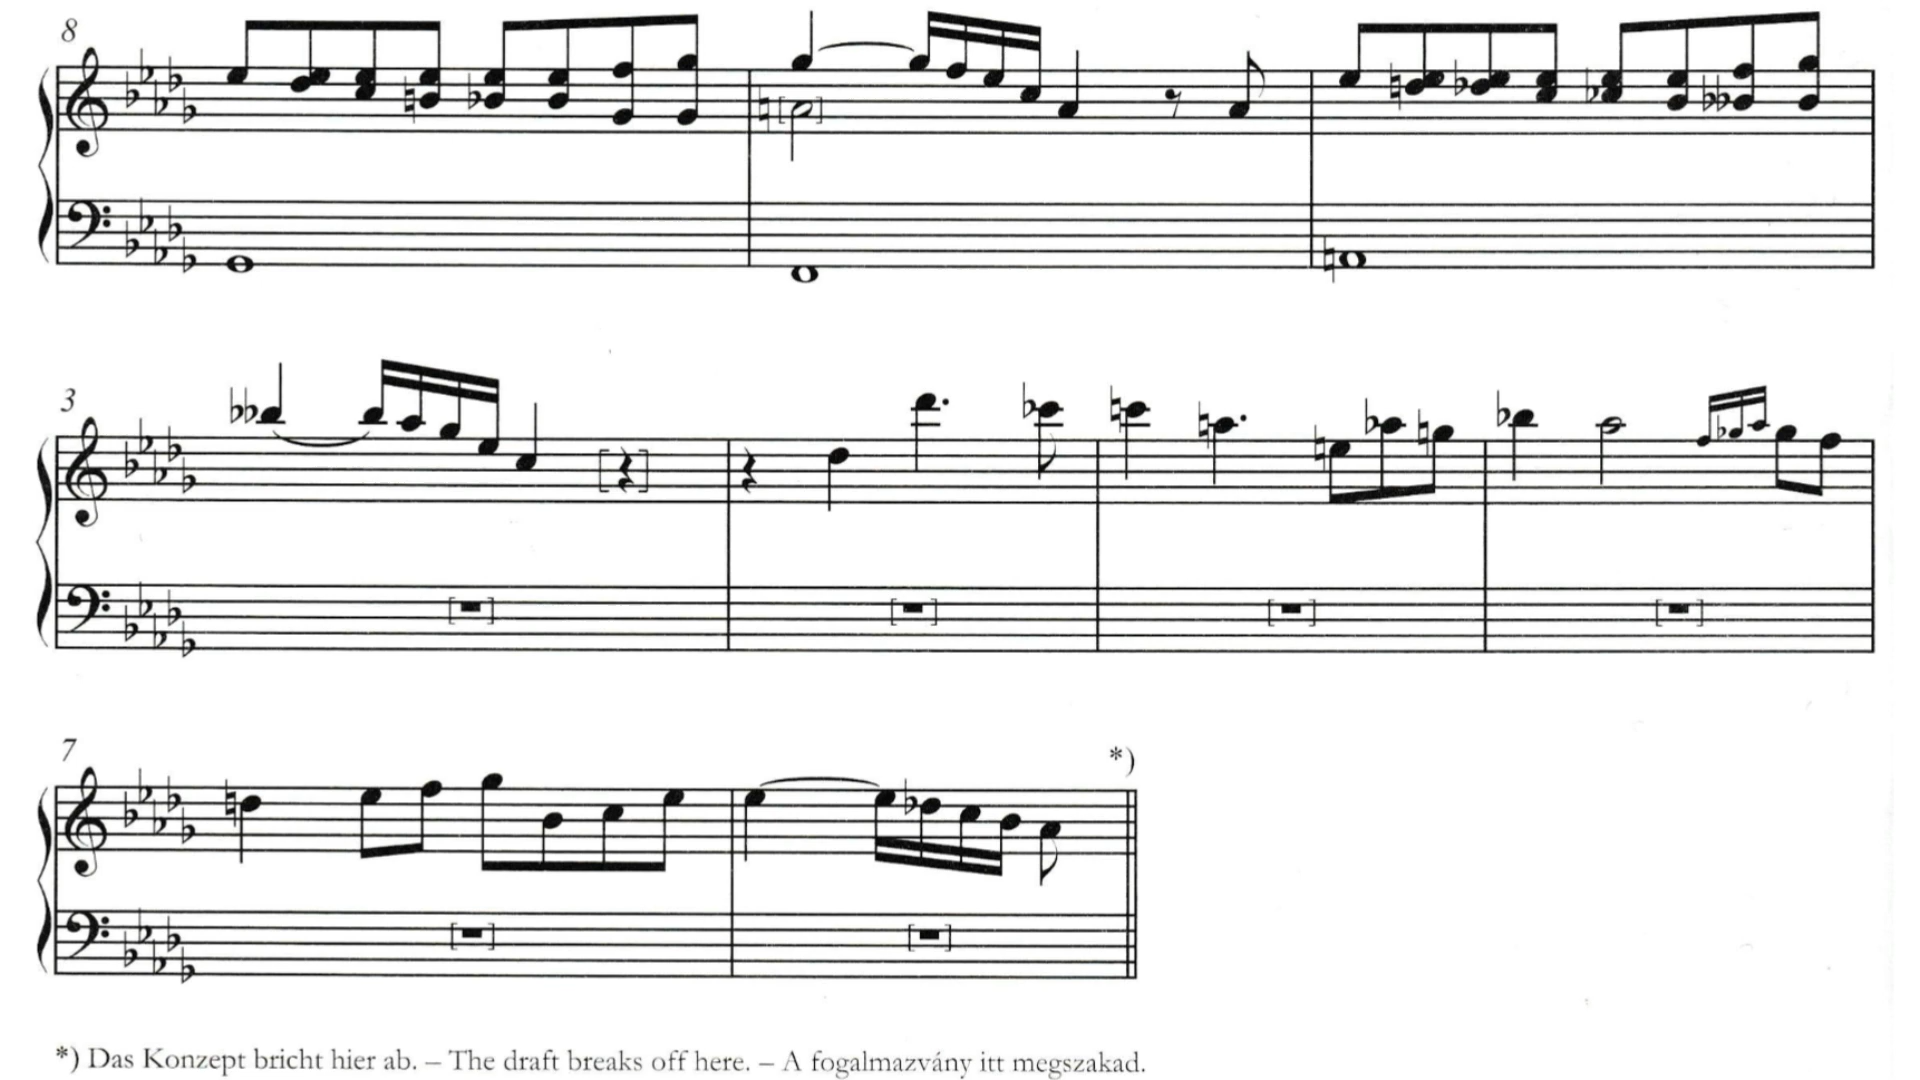 8
3
7
*)
*) Das Konzept bricht hier ab. – The draft breaks off here. – A fogalmazvány itt megszakad.